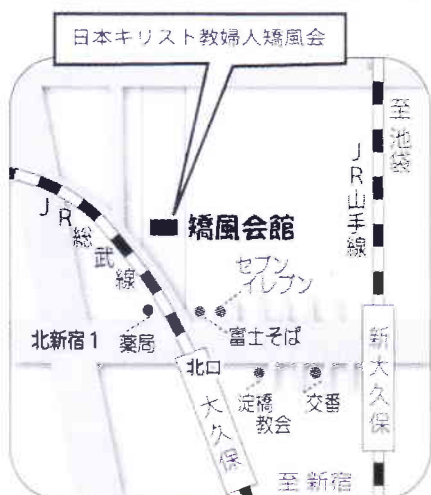 日本キリスト教婦人矯風会
至池袋
JR山手線
JR総武線
矯風会館
セブン
イレブン
北新宿1
薬局
富士そば
北口
大久保
淀橋
教会
交番
新大久保
至新宿